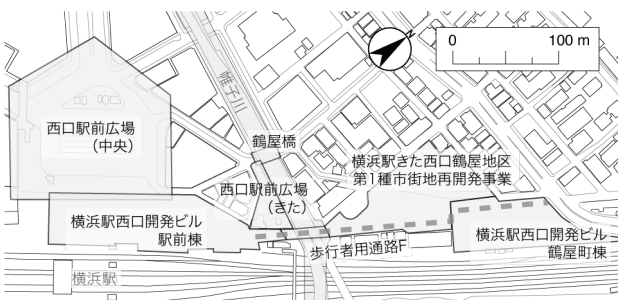 0 100 m
帷子川
西口駅前広場
(中央)
鶴屋橋
横浜駅きた西口鶴屋地区
第1種市街地再開発事業
西口駅前広場
(きた)
横浜駅西口開発ビル
駅前棟
歩行者用通路F
横浜駅西口開発ビル
鶴屋町棟
横浜駅